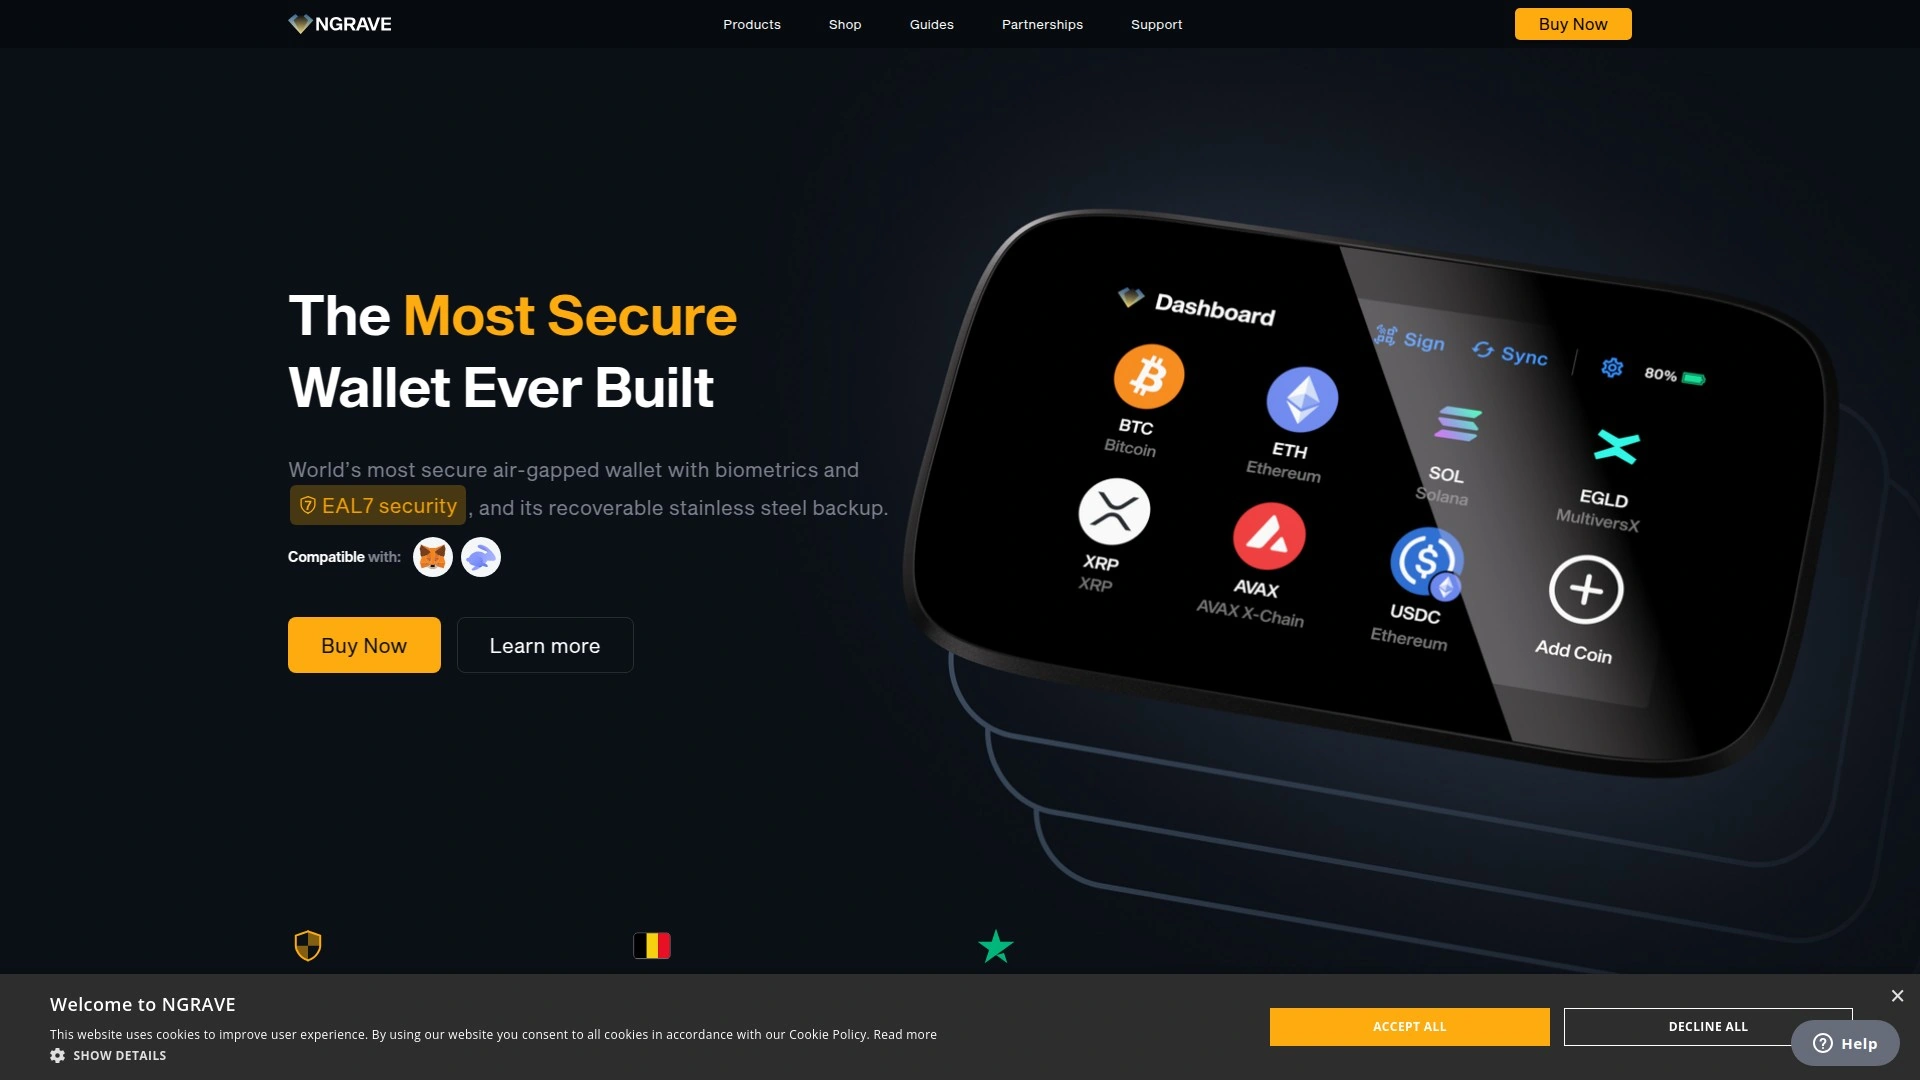 NGRAVE
Products
Shop
Guides
Partnerships
Support
Buy Now
The Most Secure
Wallet Ever Built
World's most secure air-gapped wallet with biometrics and
7 EAL7 security, and its recoverable stainless steel backup.
Compatible with:
Buy Now
Learn more
Dashboard
Sign
Sync
80%
BTC
Bitcoin
ETH
Ethereum
SOL
Solana
EGLD
MultiversX
XRP
XRP
AVAX
AVAX X-Chain
USDC
Ethereum
Add Coin
Welcome to NGRAVE
This website uses cookies to improve user experience. By using our website you consent to all cookies in accordance with our Cookie Policy. Read more
SHOW DETAILS
ACCEPT ALL
DECLINE ALL
Help